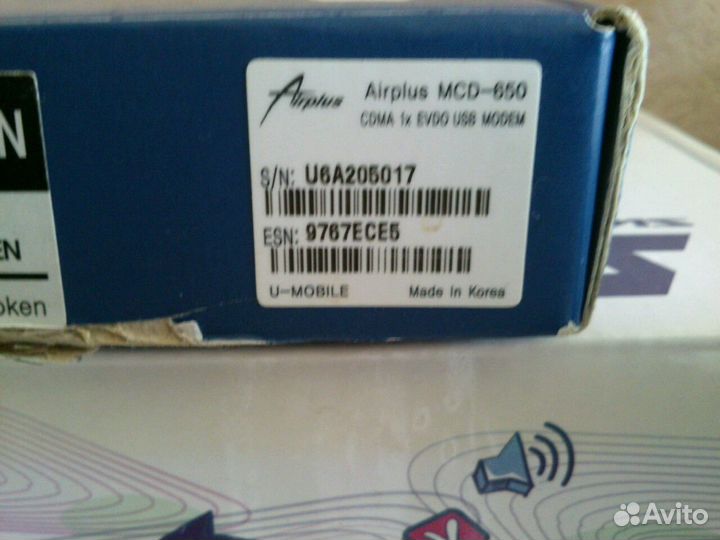 N
EN
oken
Airplus
Airplus MCD-650
CDMA 1x EVDO USB MODEM
S/N: U6A205017
ESN: 9767ECE5
U-MOBILE Made in Korea
Avito